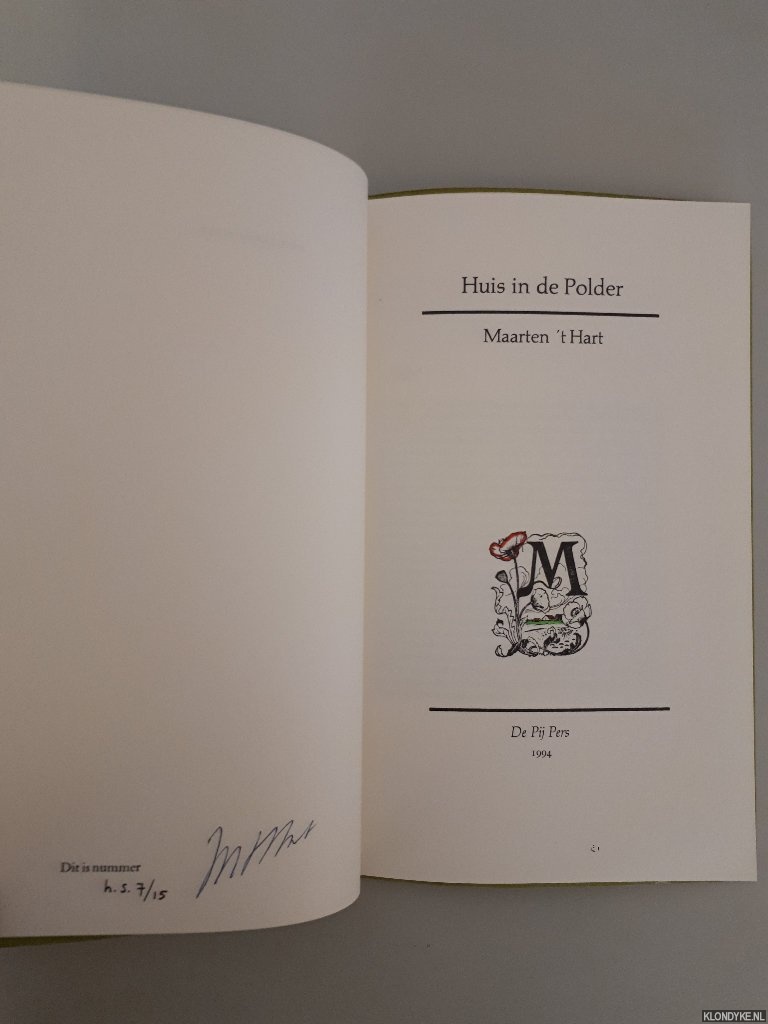 Dit is nummer
h.s. 7/15
Huis in de Polder
Maarten 't Hart
M
De Pij Pers
1994
KLONDYKE.NL